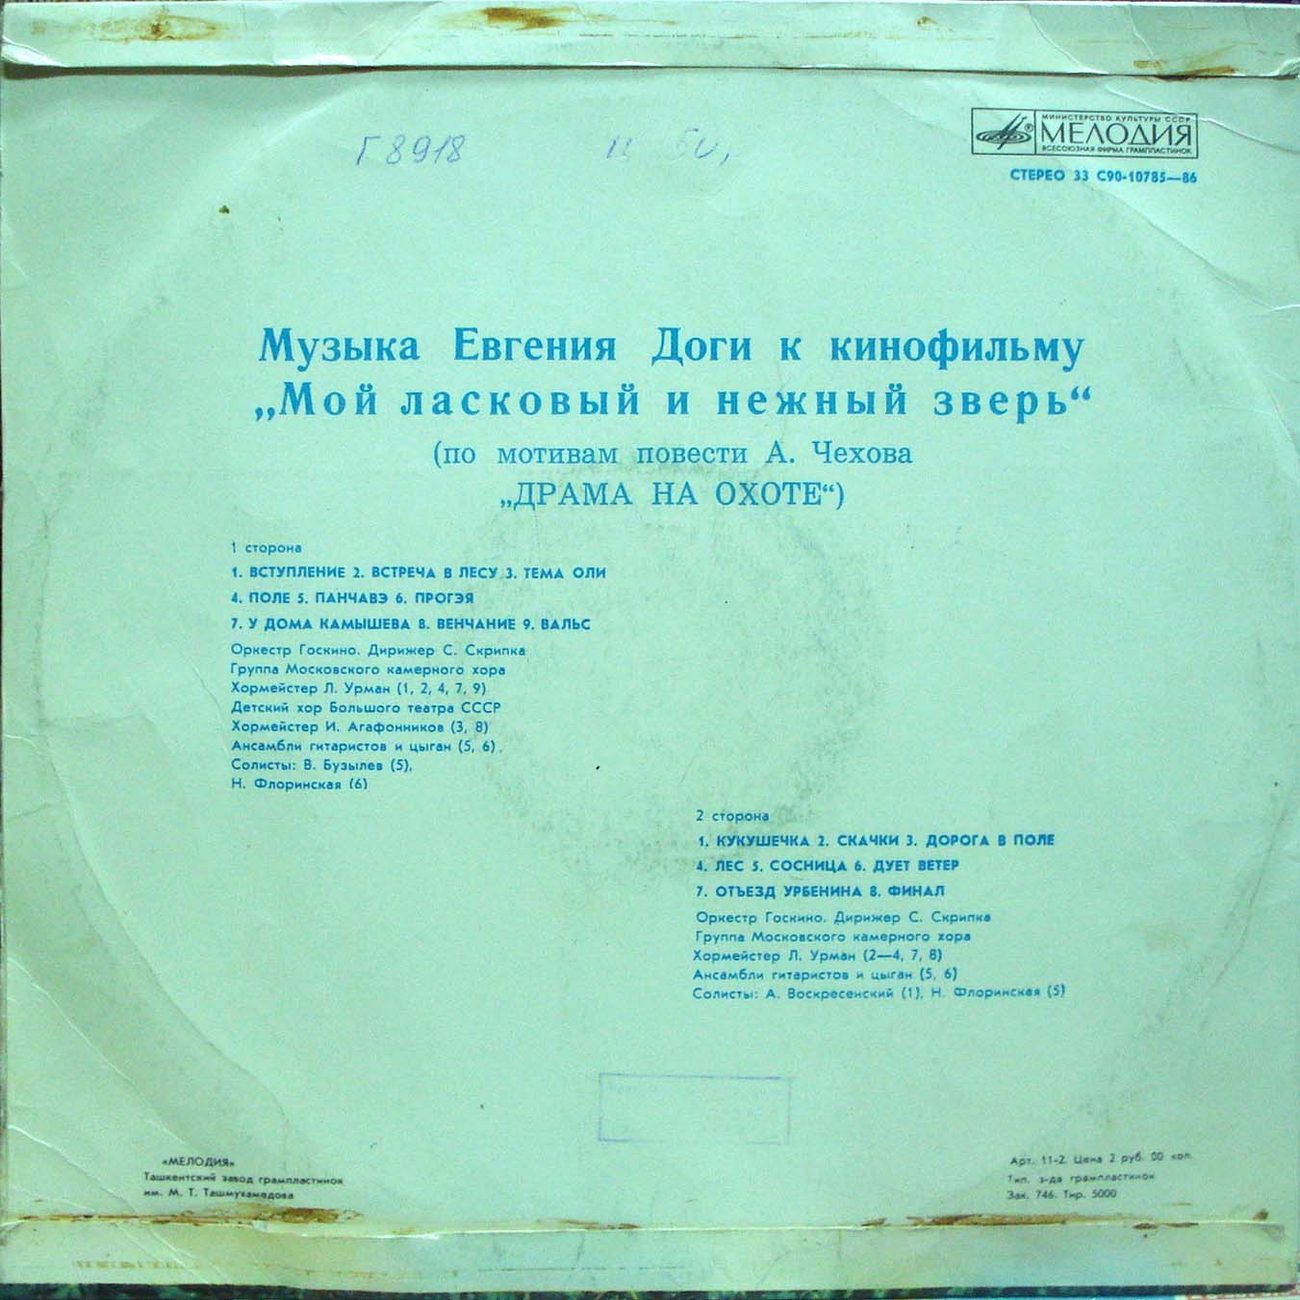 Г8918
МИНИСТЕРСТВО КУЛЬТУРЫ СССР
МЕЛОДИЯ
ВСЕСОЮЗНАЯ ФИРМА ГРАМПЛАСТИНОК
СТЕРЕО 33 С90-10785—86
Музыка Евгения Доги к кинофильму
„Мой ласковый и нежный зверь“
(по мотивам повести А. Чехова
„ДРАМА НА ОХОТЕ“)
1 сторона
1. ВСТУПЛЕНИЕ 2. ВСТРЕЧА В ЛЕСУ 3. ТЕМА ОЛИ
4. ПОЛЕ 5. ПАНЧАВЭ 6. ПРОГЭЯ
7. У ДОМА КАМЫШЕВА 8. ВЕНЧАНИЕ 9. ВАЛЬС
Оркестр Госкино. Дирижер С. Скрипка
Группа Московского камерного хора
Хормейстер Л. Урман (1, 2, 4, 7, 9)
Детский хор Большого театра СССР
Хормейстер И. Агафонников (3, 8)
Ансамбли гитаристов и цыган (5, 6).
Солисты: В. Бузылев (5),
Н. Флоринская (6)
2 сторона
1. КУКУШЕЧКА 2. СКАЧКИ 3. ДОРОГА В ПОЛЕ
4. ЛЕС 5. СОСНИЦА 6. ДУЕТ ВЕТЕР
7. ОТЪЕЗД УРБЕНИНА 8. ФИНАЛ
Оркестр Госкино. Дирижер С. Скрипка
Группа Московского камерного хора
Хормейстер Л. Урман (2—4, 7, 8)
Ансамбли гитаристов и цыган (5, 6)
Солисты: А. Воскресенский (1), Н. Флоринская (5)
«МЕЛОДИЯ»
Ташкентский завод грампластинок
им. М. Т. Ташмухамедова
Арт. 11-2. Цена 2 руб. 00 коп.
Тип. з-да грампластинок
Зак. 746. Тир. 5000